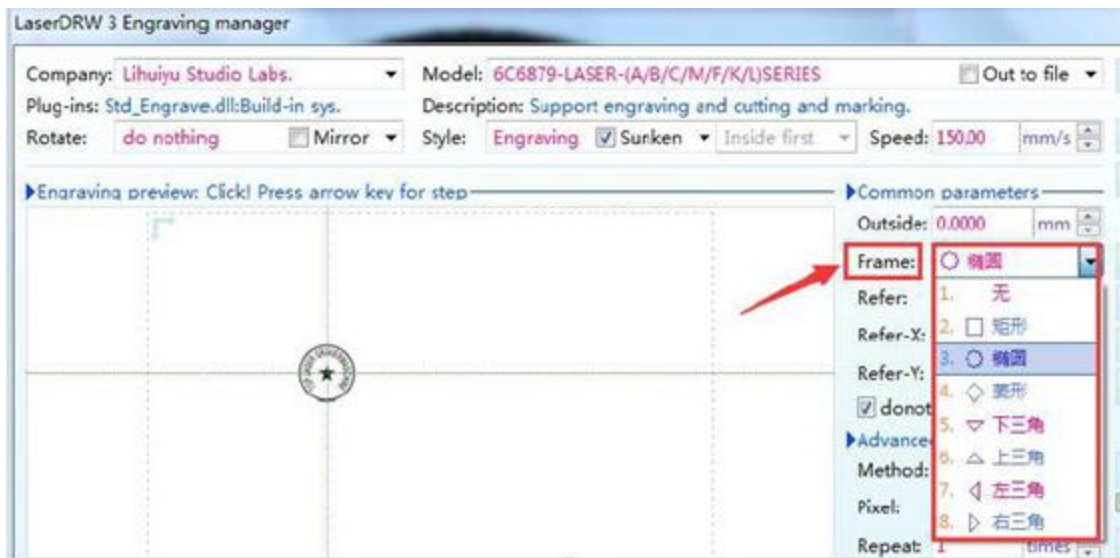 LaserDRW 3 Engraving manager
Company: Lihuiyu Studio Labs. Model: 6C6879-LASER-(A/B/C/M/F/K/L)SERIES Out to file
Plug-ins: Std_Engrave.dll:Build-in sys. Description: Support engraving and cutting and marking.
Rotate: do nothing Mirror Style: Engraving Sunken Inside first Speed: 150.00 mm/s
Engraving preview: Click! Press arrow key for step
Common parameters
Outside: 0.0000 mm
Frame: 椭圆
Refer: 1. 无
Refer-X: 2. 矩形
3. 椭圆
Refer-Y: 4. 菱形
donot 5. 下三角
Advance 6. 上三角
Method: 7. 左三角
Pixel: 8. 右三角
Repeat: 1 times